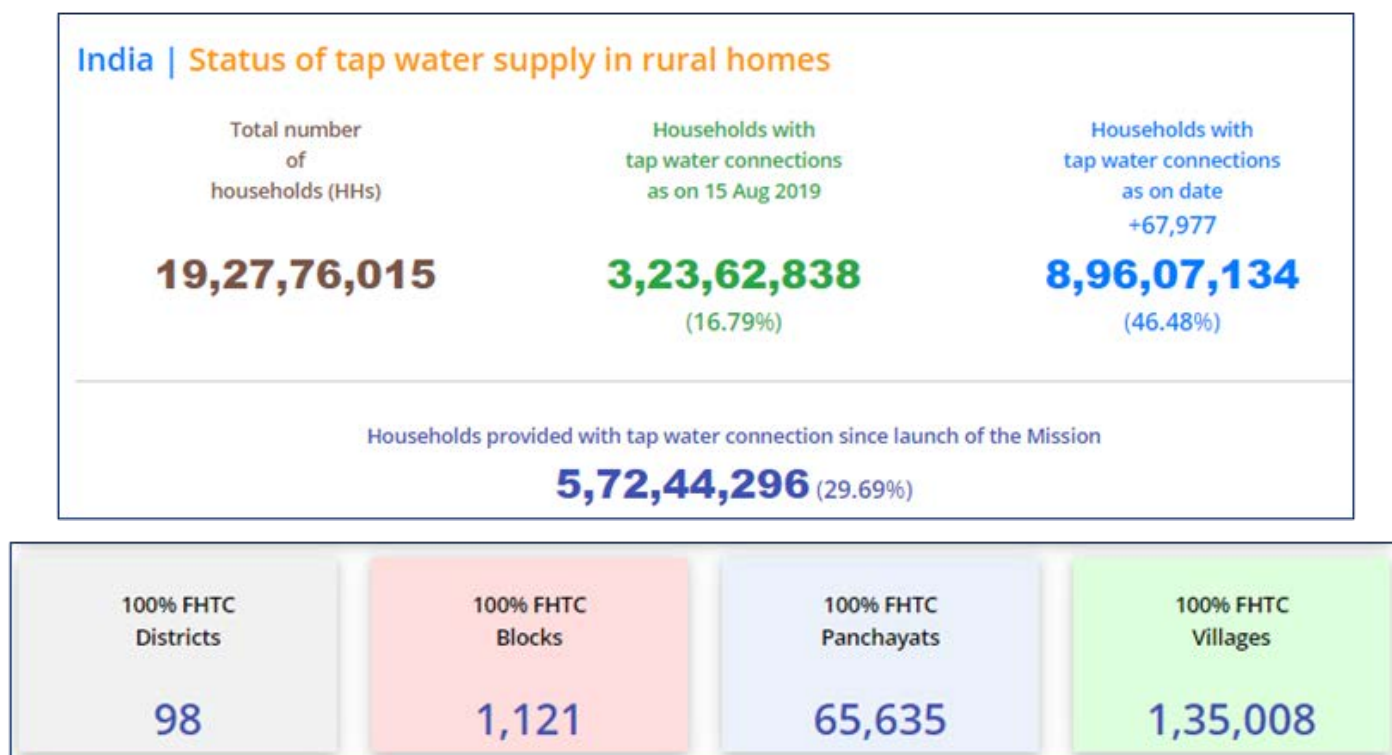 India | Status of tap water supply in rural homes
Total number
of
households (HHs)
19,27,76,015
Households with
tap water connections
as on 15 Aug 2019
3,23,62,838
(16.79%)
Households with
tap water connections
as on date
+67,977
8,96,07,134
(46.48%)
Households provided with tap water connection since launch of the Mission
5,72,44,296 (29.69%)
100% FHTC
Districts
98
100% FHTC
Blocks
1,121
100% FHTC
Panchayats
65,635
100% FHTC
Villages
1,35,008